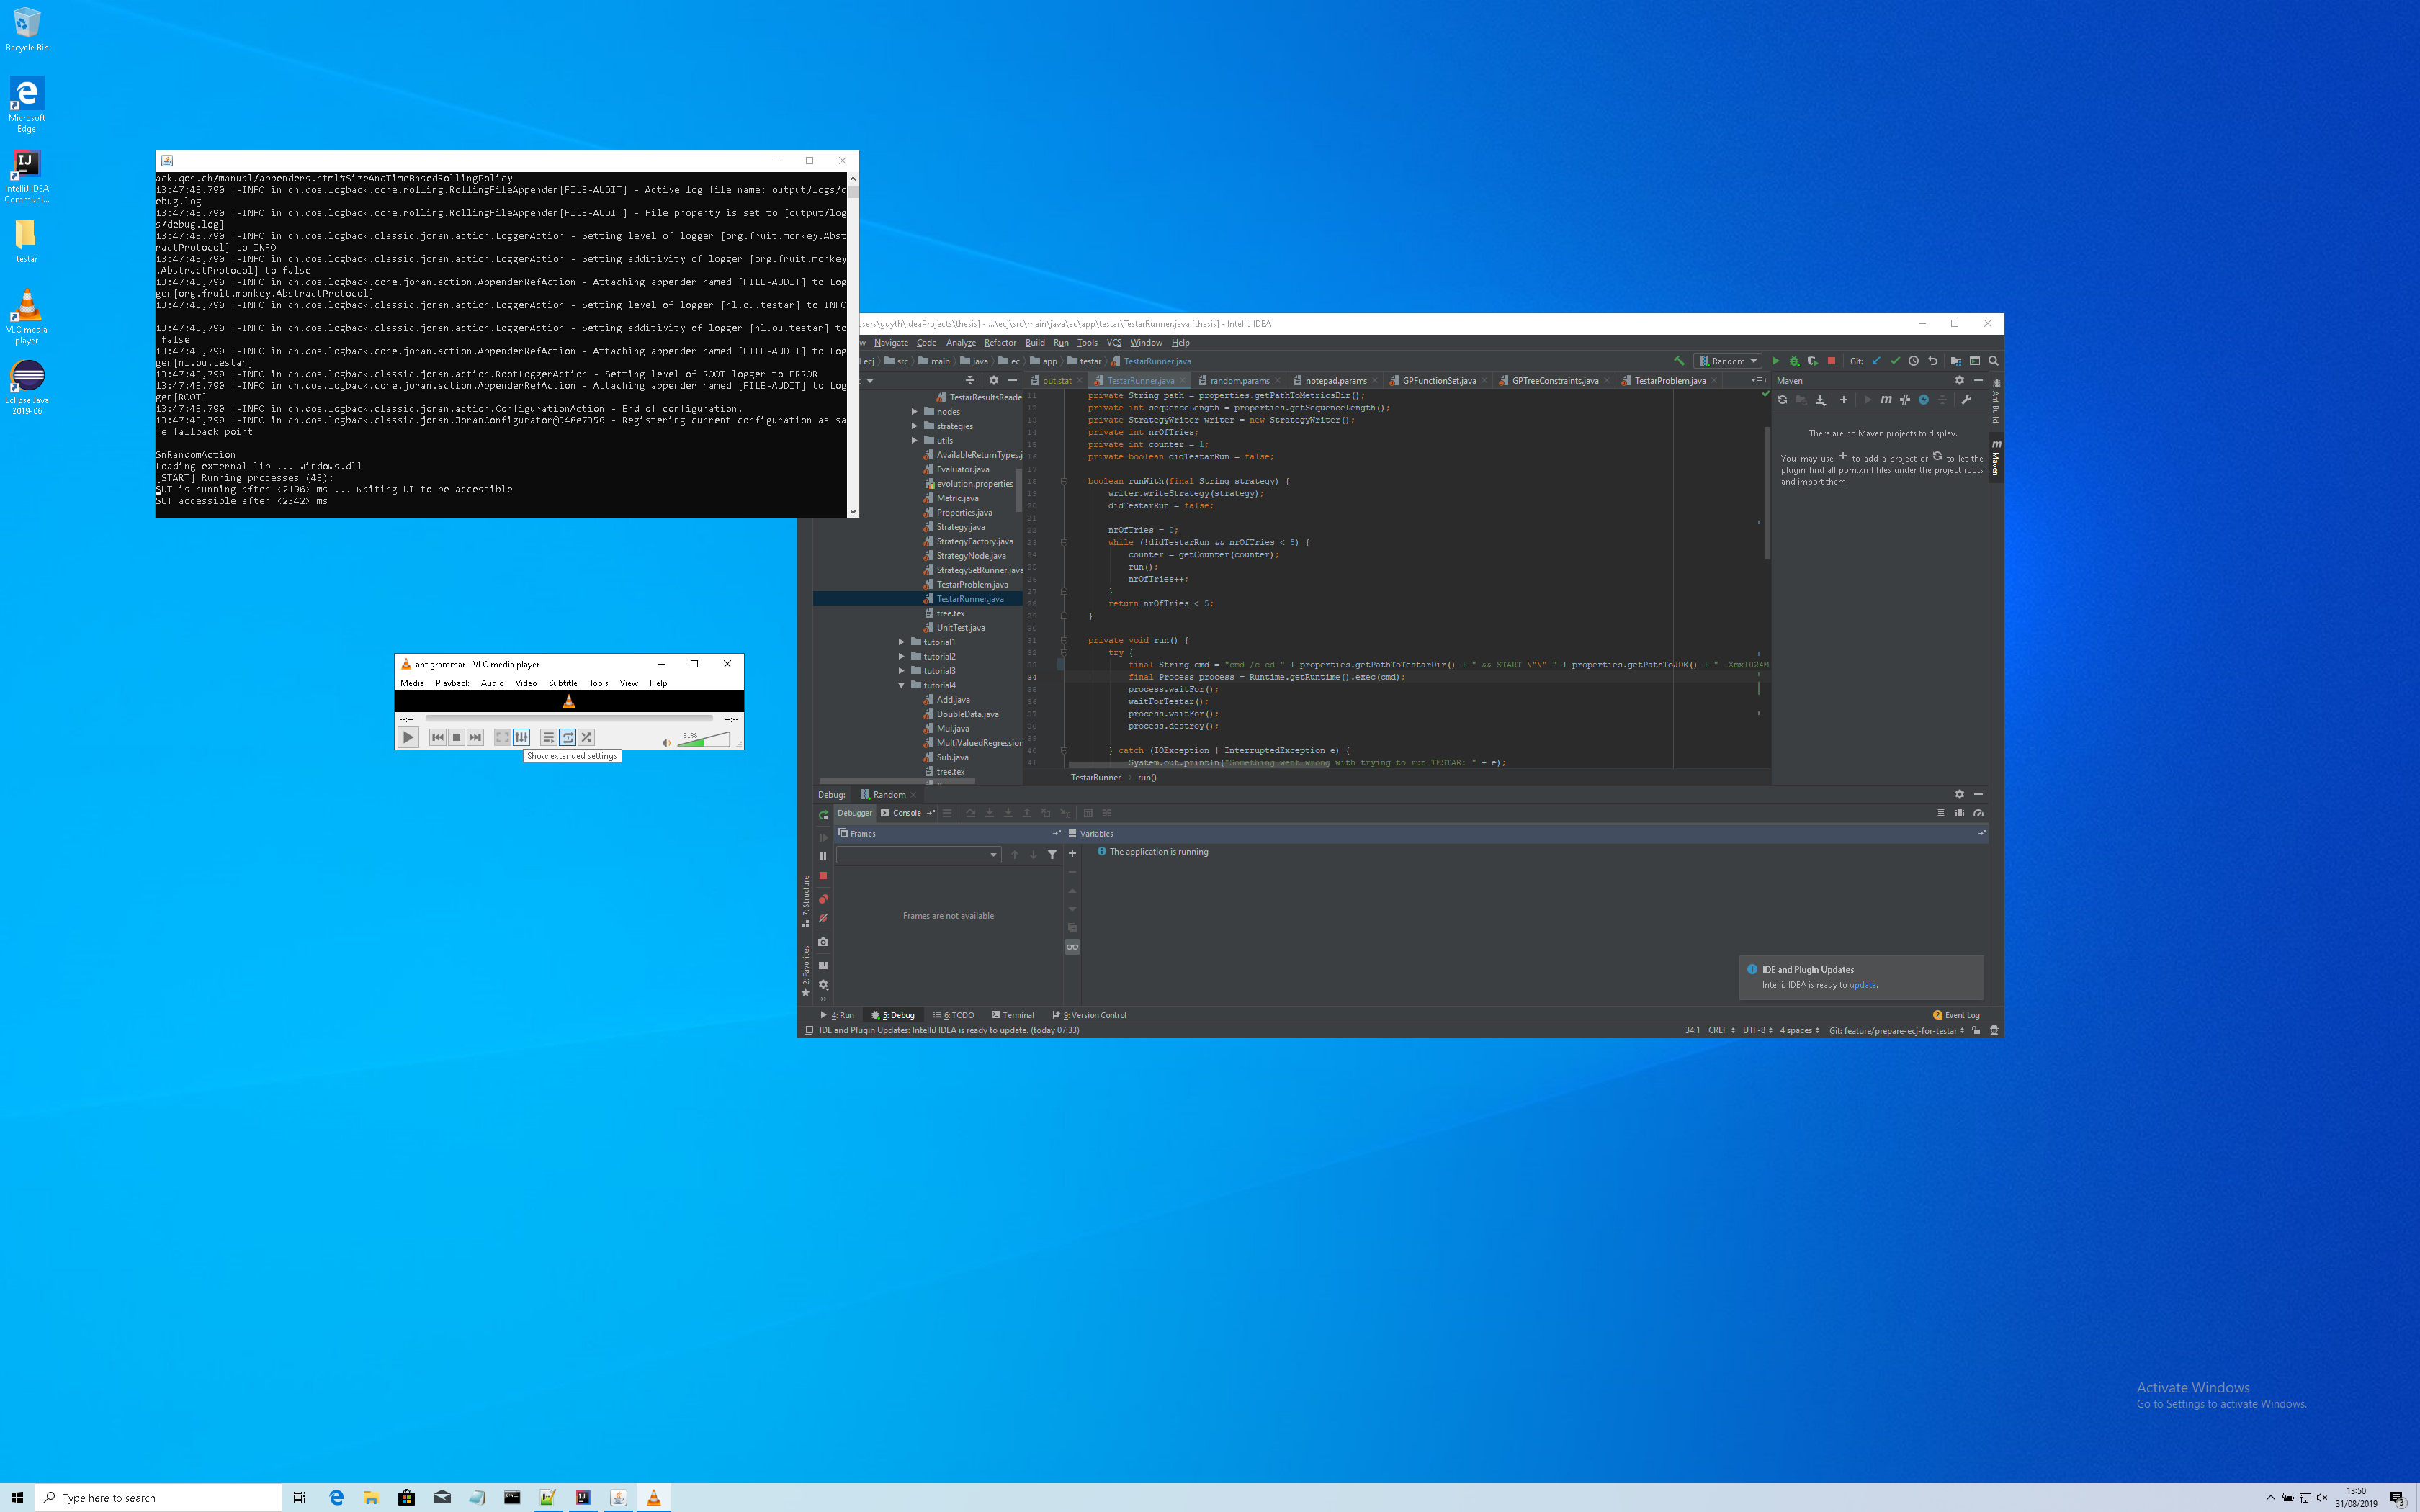 Recycle Bin
Microsoft
Edge
IntelliJ IDEA
Communi...
testar
VLC media
player
Eclipse Java
2019-06
ack.qos.ch/manual/appenders.html#SizeAndTimeBasedRollingPolicy
13:47:43,790 |-INFO in ch.qos.logback.core.rolling.RollingFileAppender[FILE-AUDIT] - Active log file name: output/logs/d
ebug.log
13:47:43,790 |-INFO in ch.qos.logback.core.rolling.RollingFileAppender[FILE-AUDIT] - File property is set to [output/log
s/debug.log]
13:47:43,790 |-INFO in ch.qos.logback.classic.joran.action.LoggerAction - Setting level of logger [org.fruit.monkey.Abst
ractProtocol] to INFO
13:47:43,790 |-INFO in ch.qos.logback.classic.joran.action.LoggerAction - Setting additivity of logger [org.fruit.monkey
.AbstractProtocol] to false
13:47:43,790 |-INFO in ch.qos.logback.core.joran.action.AppenderRefAction - Attaching appender named [FILE-AUDIT] to Log
ger[org.fruit.monkey.AbstractProtocol]
13:47:43,790 |-INFO in ch.qos.logback.classic.joran.action.LoggerAction - Setting level of logger [nl.ou.testar] to INFO
13:47:43,790 |-INFO in ch.qos.logback.classic.joran.action.LoggerAction - Setting additivity of logger [nl.ou.testar] to
false
13:47:43,790 |-INFO in ch.qos.logback.core.joran.action.AppenderRefAction - Attaching appender named [FILE-AUDIT] to Log
ger[nl.ou.testar]
13:47:43,790 |-INFO in ch.qos.logback.classic.joran.action.RootLoggerAction - Setting level of ROOT logger to ERROR
13:47:43,790 |-INFO in ch.qos.logback.core.joran.action.AppenderRefAction - Attaching appender named [FILE-AUDIT] to Log
ger[ROOT]
13:47:43,790 |-INFO in ch.qos.logback.classic.joran.action.ConfigurationAction - End of configuration.
13:47:43,790 |-INFO in ch.qos.logback.classic.joran.JoranConfigurator@548e7350 - Registering current configuration as sa
fe fallback point
SnRandomAction
Loading external lib ... windows.dll
[START] Running processes (45):
SUT is running after <2196> ms ... waiting UI to be accessible
SUT accessible after <2342> ms
ant.grammar - VLC media player
Media Playback Audio Video Subtitle Tools View Help
--:-- --:--
61%
Show extended settings
sers\guyth\IdeaProjects\thesis] - ...\ecj\src\main\java\ec\app\testar\TestarRunner.java [thesis] - IntelliJ IDEA
w Navigate Code Analyze Refactor Build Run Tools VCS Window Help
ecj src main java ec app testar TestarRunner.java
Random Git:
out.stat TestarRunner.java random.params notepad.params GPFunctionSet.java GPTreeConstraints.java TestarProblem.java
TestarResultsReade
nodes
strategies
utils
AvailableReturnTypes.j
Evaluator.java
evolution.properties
Metric.java
Properties.java
Strategy.java
StrategyFactory.java
StrategyNode.java
StrategySetRunner.java
TestarProblem.java
TestarRunner.java
tree.tex
UnitTest.java
tutorial1
tutorial2
tutorial3
tutorial4
Add.java
DoubleData.java
Mul.java
MultiValuedRegression
Sub.java
tree.tex
11 private String path = properties.getPathToMetricsDir();
12 private int sequenceLength = properties.getSequenceLength();
13 private StrategyWriter writer = new StrategyWriter();
14 private int nrOfTries;
15 private int counter = 1;
16 private boolean didTestarRun = false;
17
18 boolean runWith(final String strategy) {
19 writer.writeStrategy(strategy);
20 didTestarRun = false;
21
22 nrOfTries = 0;
23 while (!didTestarRun && nrOfTries < 5) {
24 counter = getCounter(counter);
25 run();
26 nrOfTries++;
27 }
28 return nrOfTries < 5;
29 }
30
31 private void run() {
32 try {
33 final String cmd = "cmd /c cd " + properties.getPathToTestarDir() + " && START \"\" " + properties.getPathToJDK() + " -Xmx1024M
34 final Process process = Runtime.getRuntime().exec(cmd);
35 process.waitFor();
36 waitForTestar();
37 process.waitFor();
38 process.destroy();
39
40 } catch (IOException | InterruptedException e) {
41 System.out.println("Something went wrong with trying to run TESTAR: " + e);
TestarRunner run()
Maven
There are no Maven projects to display.
You may use + to add a project or to let the
plugin find all pom.xml files under the project roots
and import them
Ant Build
Maven
Debug: Random
Debugger Console
Frames Variables
The application is running
Frames are not available
7: Structure
2: Favorites
IDE and Plugin Updates
IntelliJ IDEA is ready to update.
4: Run 5: Debug 6: TODO Terminal 9: Version Control
2 Event Log
IDE and Plugin Updates: IntelliJ IDEA is ready to update. (today 07:33)
34:1 CRLF UTF-8 4 spaces Git: feature/prepare-ecj-for-testar
Activate Windows
Go to Settings to activate Windows.
Type here to search
13:50
31/08/2019
3